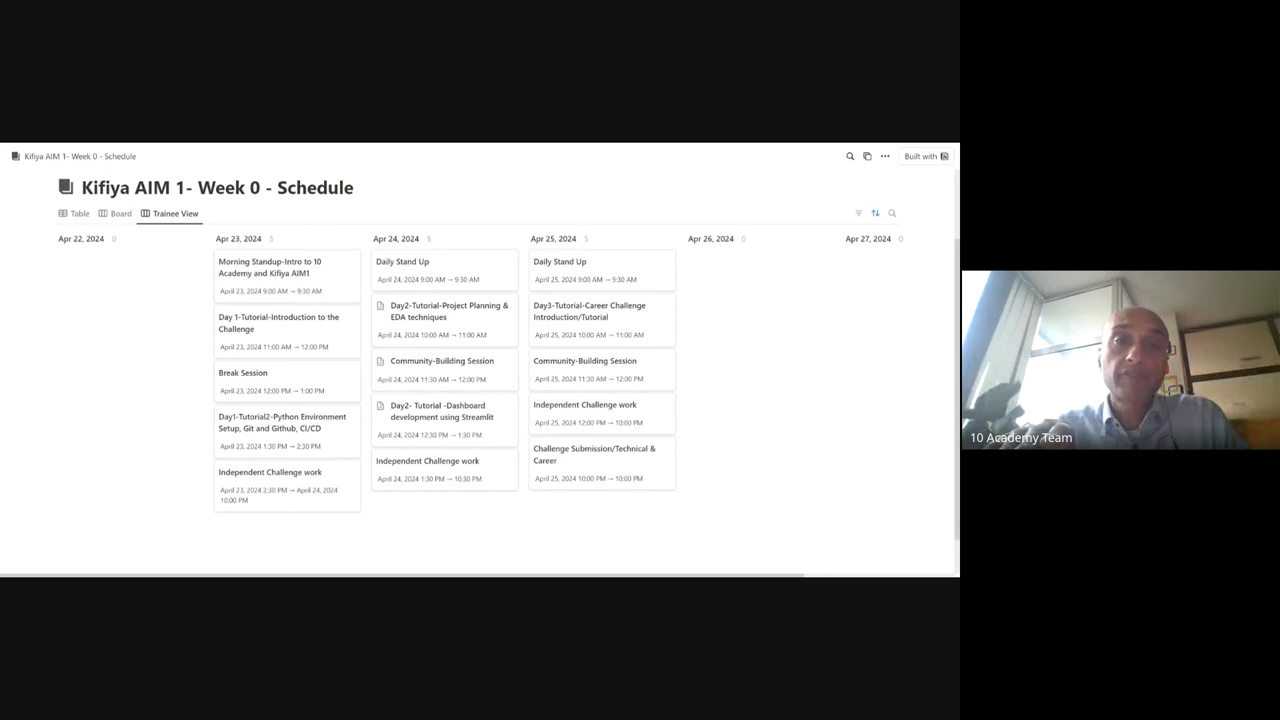 Kifiya AIM 1- Week 0 - Schedule
Built with
Kifiya AIM 1- Week 0 - Schedule
Table
Board
Trainee View
Apr 22, 2024 0
Apr 23, 2024 5
Morning Standup-Intro to 10
Academy and Kifiya AIM1
April 23, 2024 9:00 AM → 9:30 AM
Day 1-Tutorial-Introduction to the
Challenge
April 23, 2024 11:00 AM → 12:00 PM
Break Session
April 23, 2024 12:00 PM → 1:00 PM
Day1-Tutorial2-Python Environment
Setup, Git and Github, CI/CD
April 23, 2024 1:30 PM → 2:30 PM
Independent Challenge work
April 23, 2024 2:30 PM → April 24, 2024
10:00 PM
Apr 24, 2024 5
Daily Stand Up
April 24, 2024 9:00 AM → 9:30 AM
Day2-Tutorial-Project Planning &
EDA techniques
April 24, 2024 10:00 AM → 11:00 AM
Community-Building Session
April 24, 2024 11:30 AM → 12:00 PM
Day2- Tutorial -Dashboard
development using Streamlit
April 24, 2024 12:30 PM → 1:30 PM
Independent Challenge work
April 24, 2024 1:30 PM → 10:30 PM
Apr 25, 2024 5
Daily Stand Up
April 25, 2024 9:00 AM → 9:30 AM
Day3-Tutorial-Career Challenge
Introduction/Tutorial
April 25, 2024 10:00 AM → 11:00 AM
Community-Building Session
April 25, 2024 11:30 AM → 12:00 PM
Independent Challenge work
April 25, 2024 12:00 PM → 10:00 PM
Challenge Submission/Technical &
Career
April 25, 2024 10:00 PM → 10:00 PM
Apr 26, 2024 0
Apr 27, 2024 0
10 Academy Team